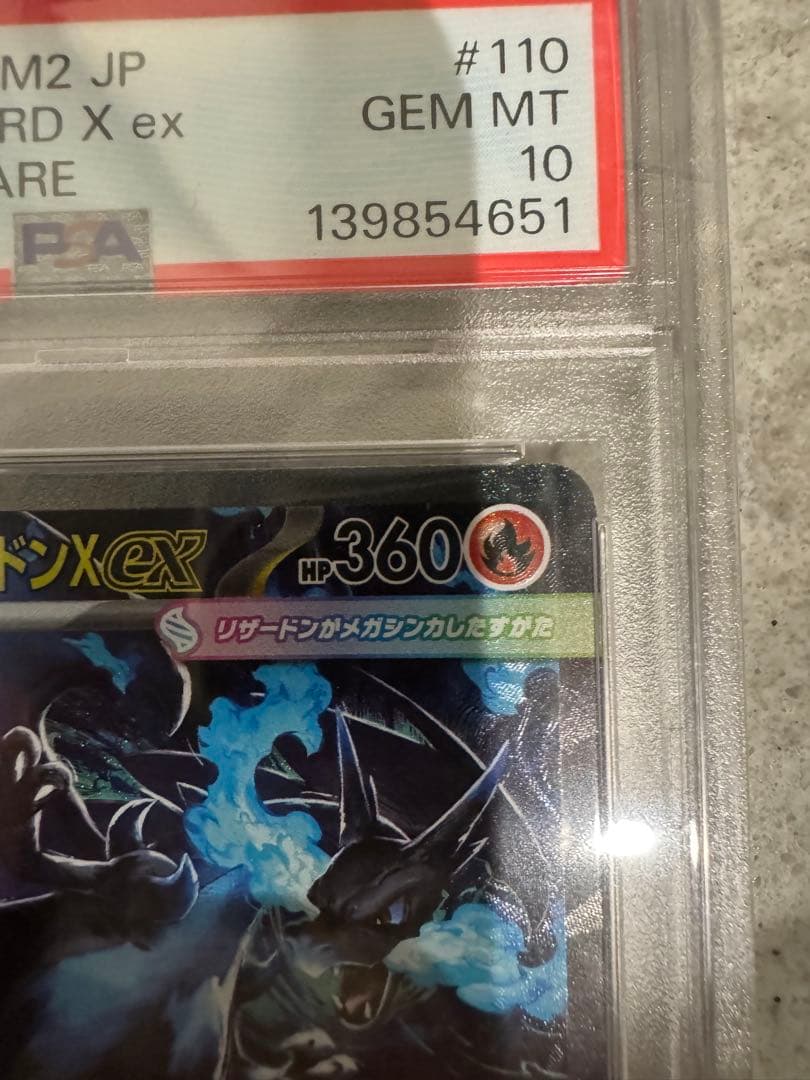 M2 JP #110
RD X ex GEM MT
ARE 10
PSA 139854651
ドンXex HP360
リザードンがメガシンカしたすがた